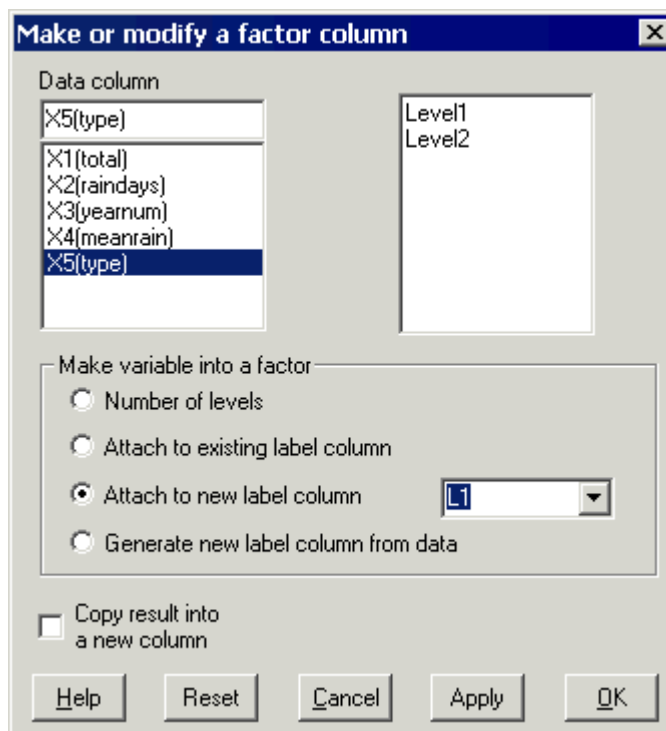 Make or modify a factor column
Data column
X5(type)
X1(total)
X2(raindays)
X3(yearnum)
X4(meanrain)
X5(type)
Level1
Level2
Make variable into a factor
Number of levels
Attach to existing label column
Attach to new label column
L1
Generate new label column from data
Copy result into
a new column
Help
Reset
Cancel
Apply
OK